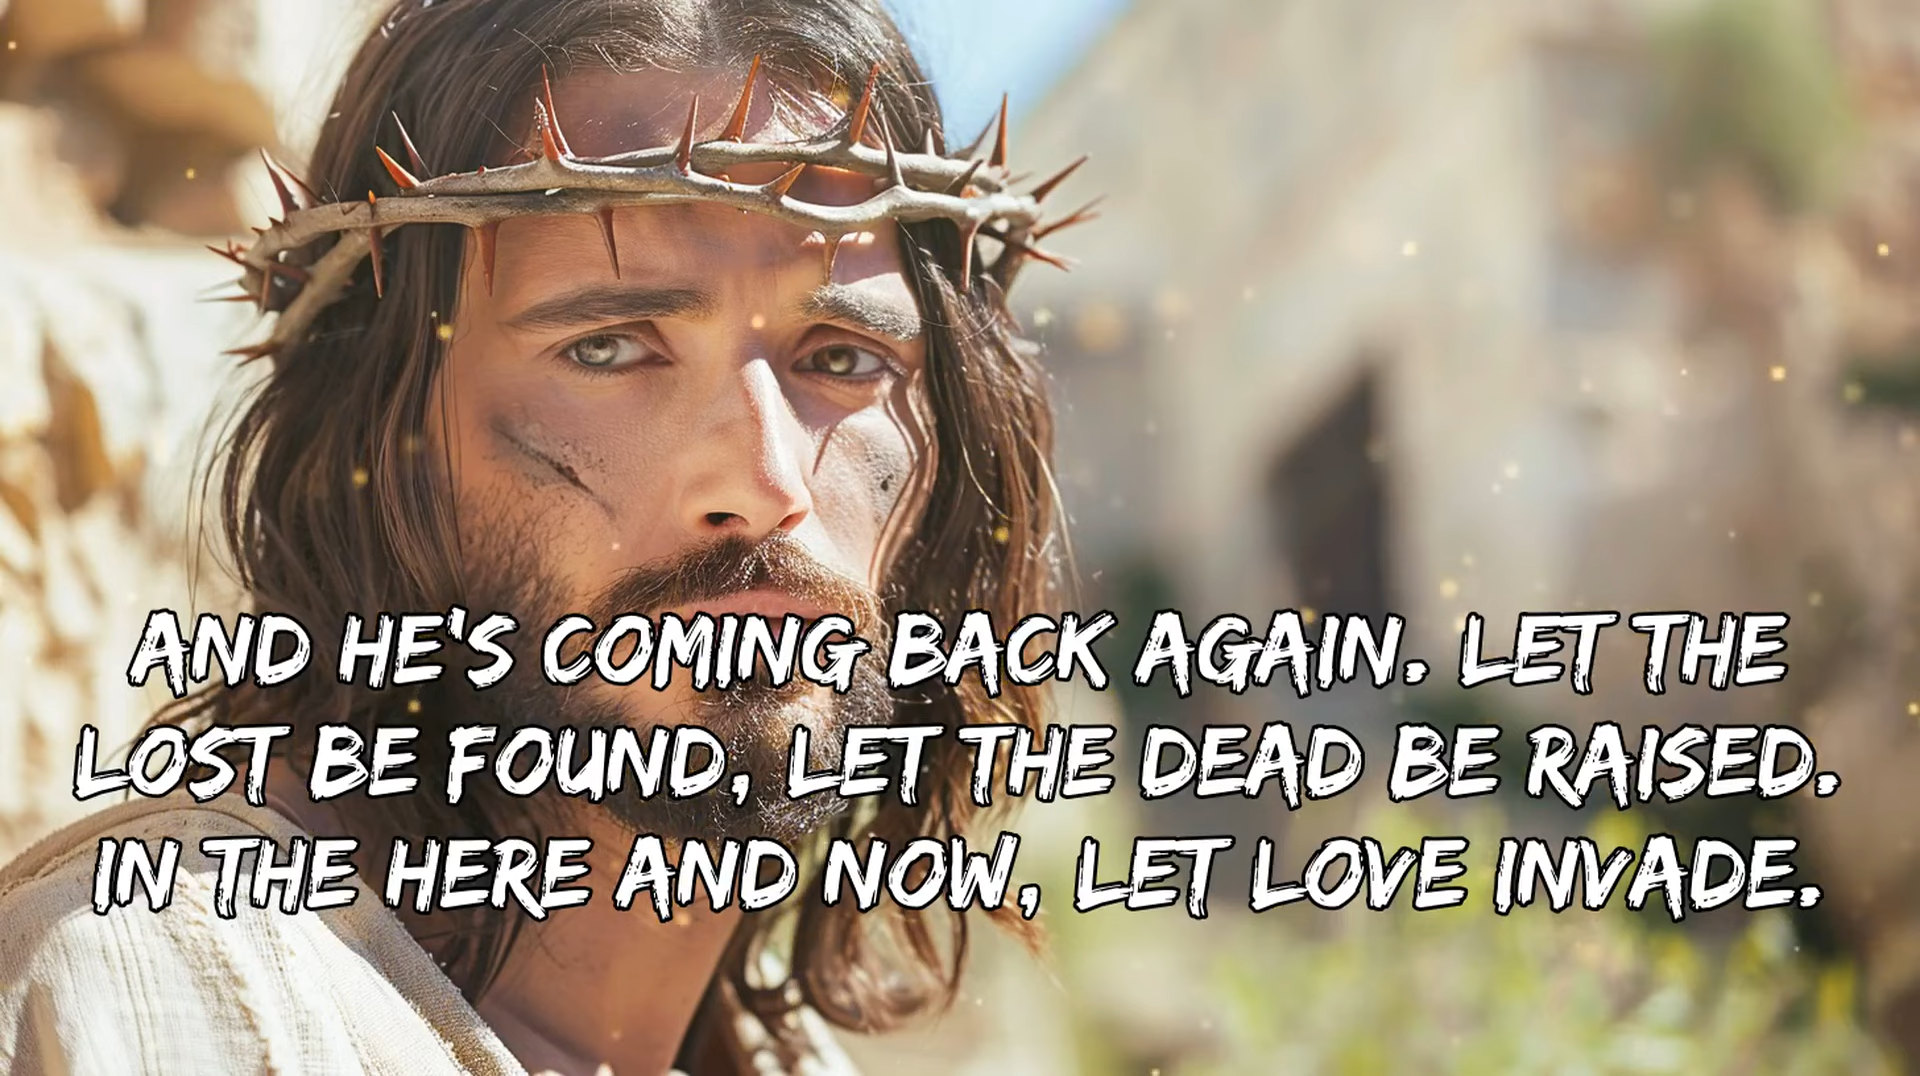 AND HE'S COMING BACK AGAIN. LET THE
LOST BE FOUND, LET THE DEAD BE RAISED.
IN THE HERE AND NOW, LET LOVE INVADE.